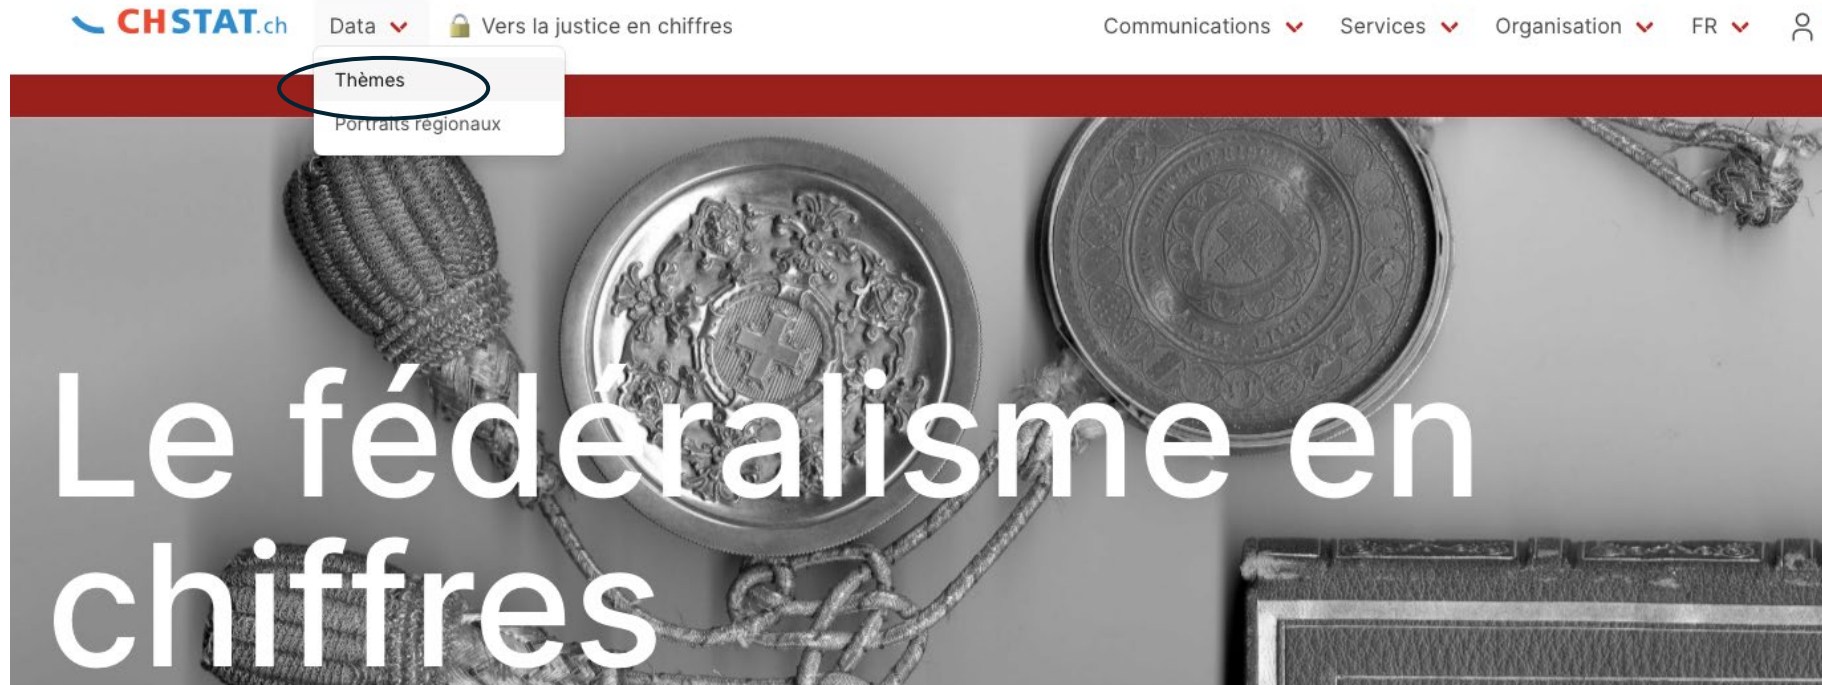 CHSTAT.ch
Data
Vers la justice en chiffres
Communications
Services
Organisation
FR
Thèmes
Portraits régionaux
Le fédéralisme en
chiffres